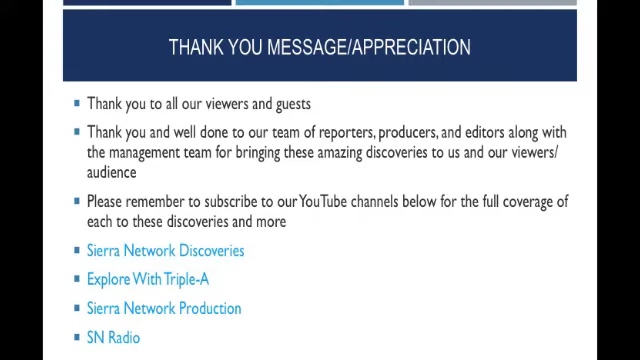 THANK YOU MESSAGE/APPRECIATION
Thank you to all our viewers and guests
Thank you and well done to our team of reporters, producers, and editors along with
the management team for bringing these amazing discoveries to us and our viewers/
audience
Please remember to subscribe to our YouTube channels below for the full coverage of
each to these discoveries and more
Sierra Network Discoveries
Explore With Triple-A
Sierra Network Production
SN Radio